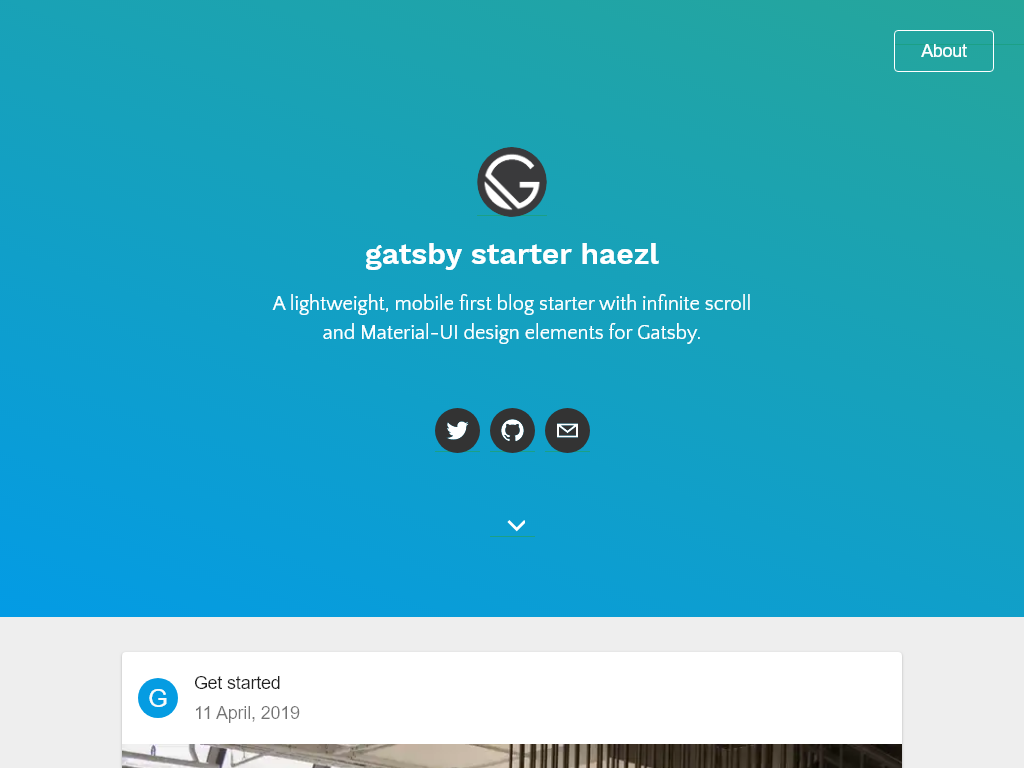 About
gatsby starter haezl
A lightweight, mobile first blog starter with infinite scroll
and Material-UI design elements for Gatsby.
G
Get started
11 April, 2019